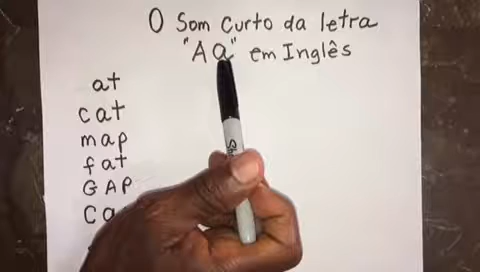 O Som Curto da letra
"Aa" em Inglês
at
cat
map
fat
GAP